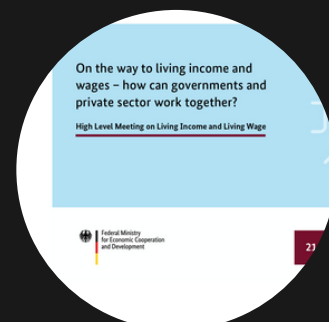 On the way to living income and
wages – how can governments and
private sector work together?
High Level Meeting on Living Income and Living Wage
Federal Ministry
for Economic Cooperation
and Development
21